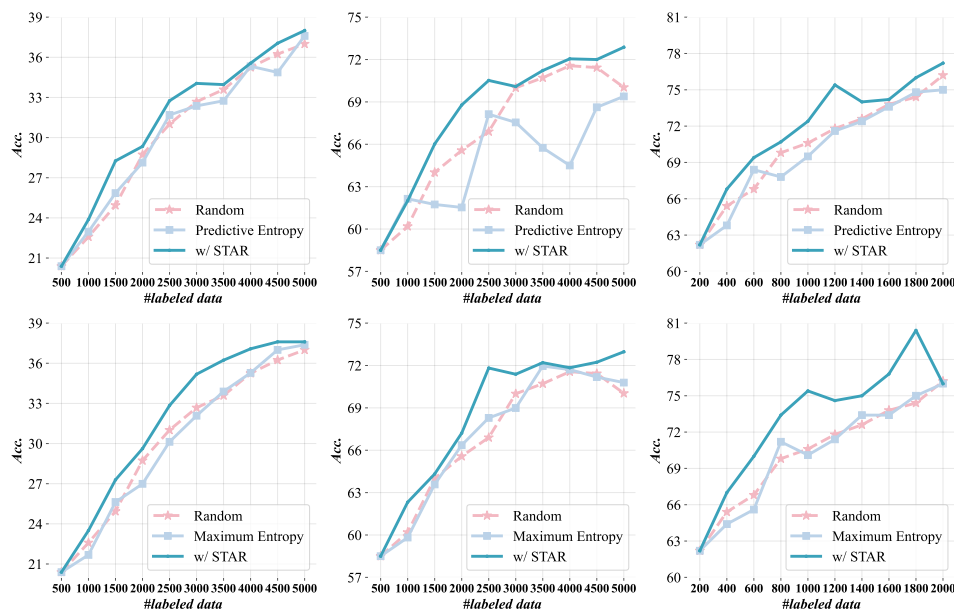 39
36
33
30
27
24
21
Acc.
Random
Predictive Entropy
w/ STAR
500 1000 1500 2000 2500 3000 3500 4000 4500 5000
#labeled data
75
72
69
66
63
60
57
Acc.
Random
Predictive Entropy
w/ STAR
500 1000 1500 2000 2500 3000 3500 4000 4500 5000
#labeled data
81
78
75
72
69
66
63
60
Acc.
Random
Predictive Entropy
w/ STAR
200 400 600 800 1000 1200 1400 1600 1800 2000
#labeled data
39
36
33
30
27
24
21
Acc.
Random
Maximum Entropy
w/ STAR
500 1000 1500 2000 2500 3000 3500 4000 4500 5000
#labeled data
75
72
69
66
63
60
57
Acc.
Random
Maximum Entropy
w/ STAR
500 1000 1500 2000 2500 3000 3500 4000 4500 5000
#labeled data
81
78
75
72
69
66
63
60
Acc.
Random
Maximum Entropy
w/ STAR
200 400 600 800 1000 1200 1400 1600 1800 2000
#labeled data